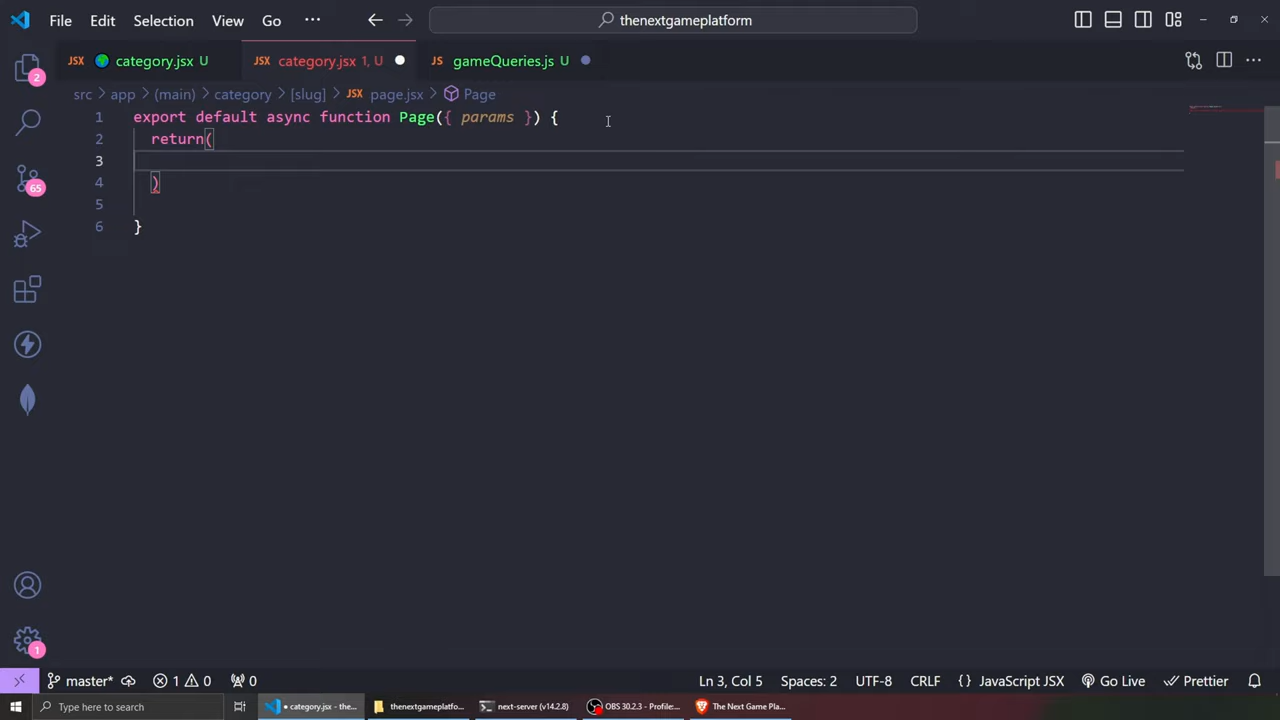 File Edit Selection View Go ··· thenextgameplatform
JSX category.jsx U JSX category.jsx 1, U JS gameQueries.js U
src > app > (main) > category > [slug] > JSX page.jsx > Page
1 export default async function Page({ params }) {
2 return(
3
4 )
5
6 }
2
65
1
master* 1 0 0 Ln 3, Col 5 Spaces: 2 UTF-8 CRLF {} JavaScript JSX Go Live Prettier
Type here to search • category.jsx - the... thenextgameplatfo... next-server (v14.2.8) OBS 30.2.3 - Profile:... The Next Game Pla...